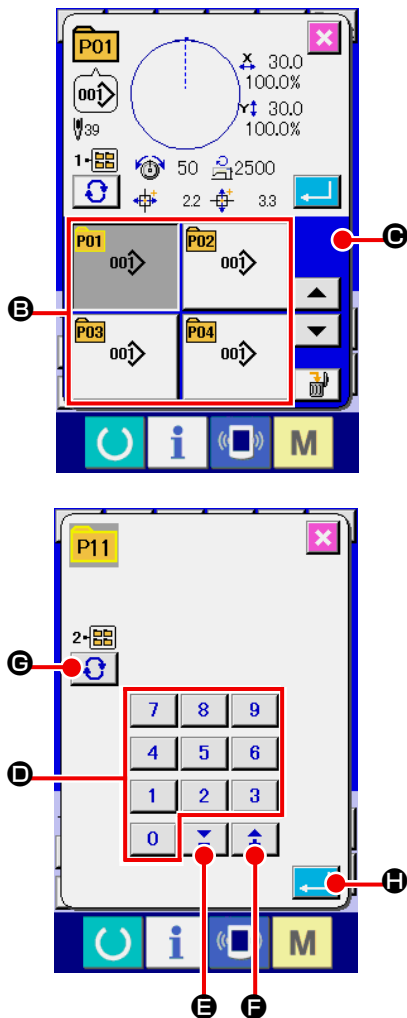 P01
X 30.0
100.0%
001
Y 30.0
100.0%
39
1-
50 2500
2.2 3.3
C
P01 P02
001 001
B
P03 P04
001 001
i M
P11
2-
G
7 8 9
D
4 5 6
1 2 3
0
H
i M
E F